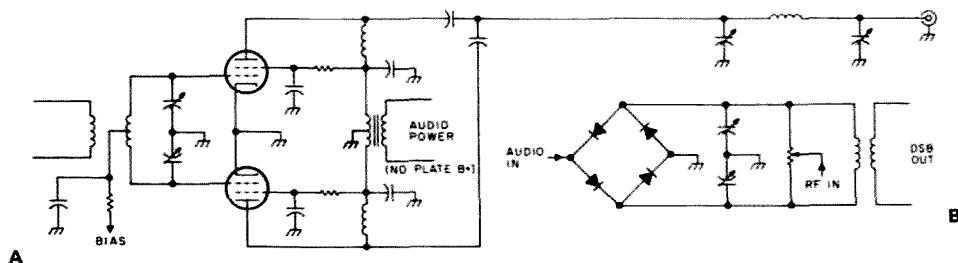 AUDIO
POWER
(NO PLATE B+)
BIAS
A
AUDIO
IN
RF IN
DSB
OUT
B